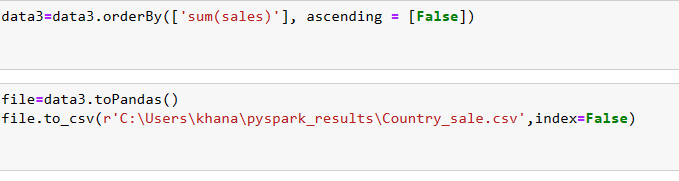 data3=data3.orderBy(['sum(sales)'], ascending = [False])
file=data3.toPandas()
file.to_csv(r'C:\Users\khana\pyspark_results\Country_sale.csv',index=False)